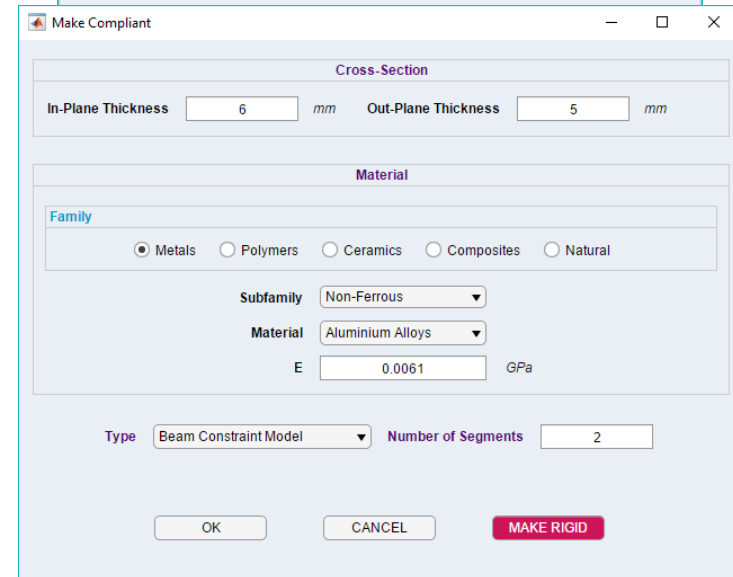 Make Compliant
Cross-Section
In-Plane Thickness 6 mm Out-Plane Thickness 5 mm
Material
Family
Metals Polymers Ceramics Composites Natural
Subfamily Non-Ferrous
Material Aluminium Alloys
E 0.0061 GPa
Type Beam Constraint Model Number of Segments 2
OK CANCEL MAKE RIGID